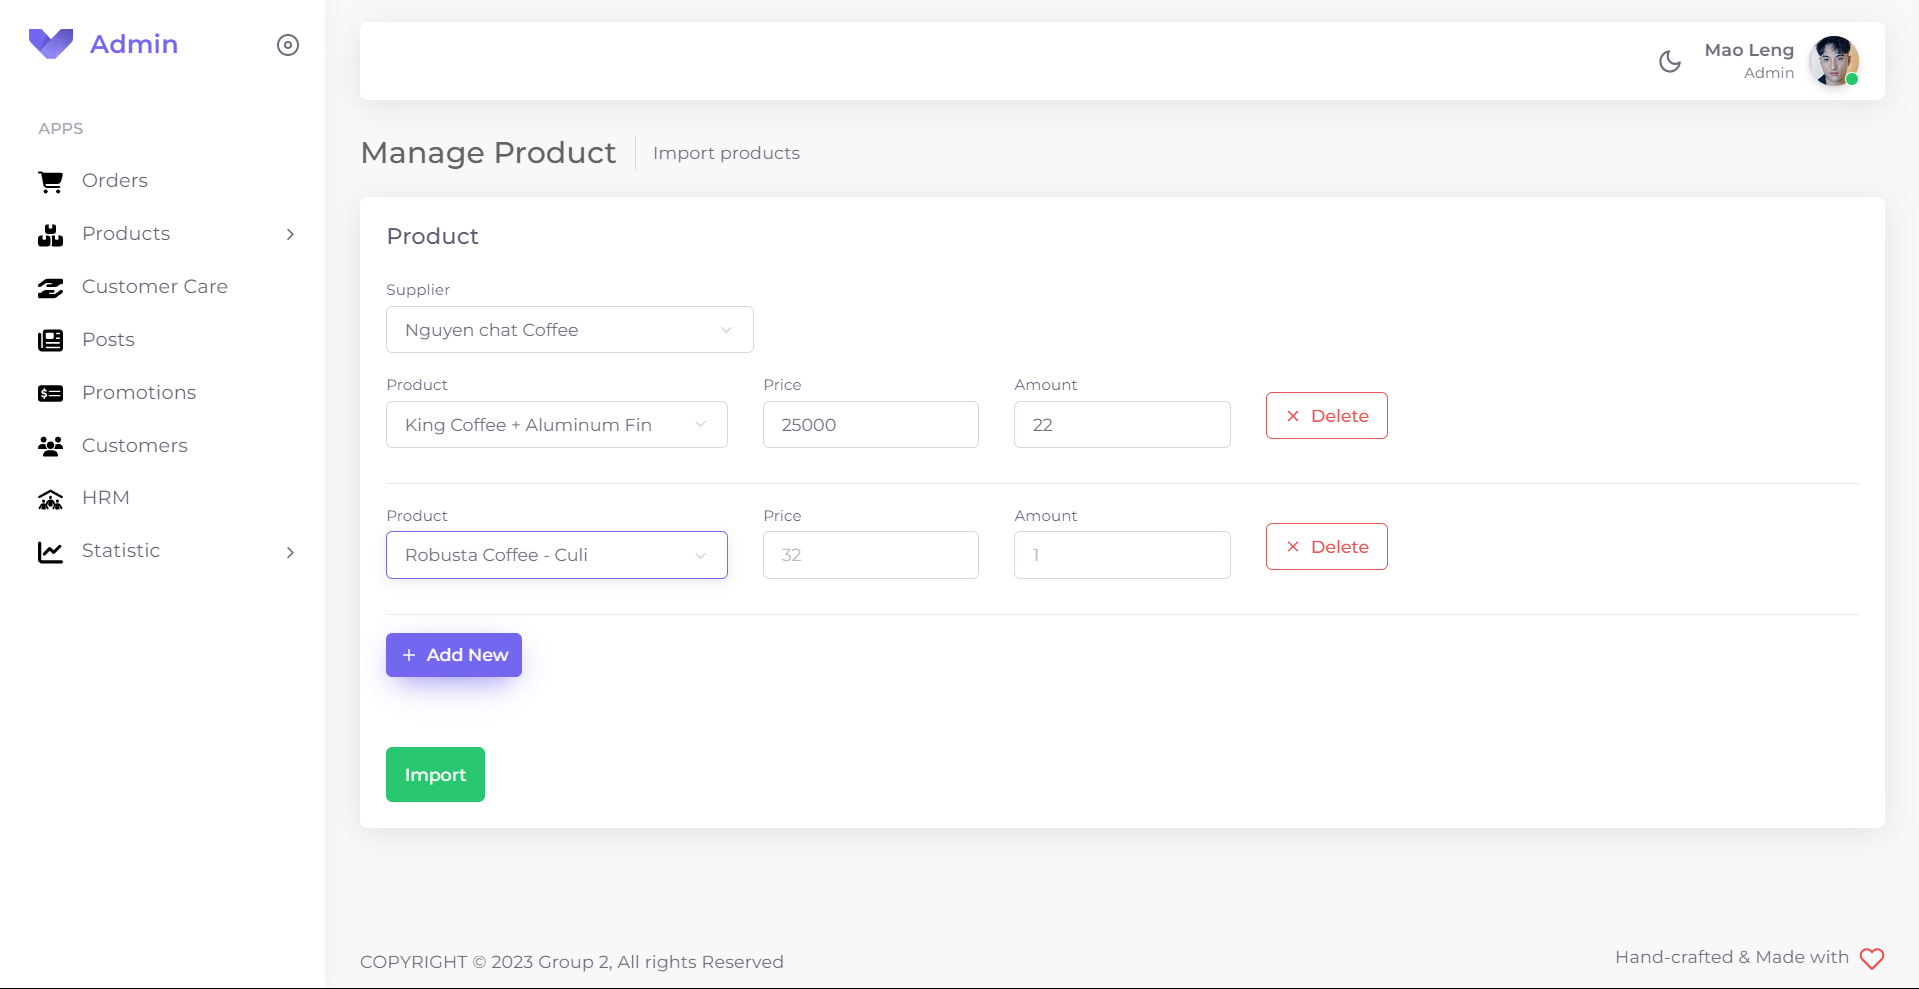 Admin
APPS
Orders
Products
Customer Care
Posts
Promotions
Customers
HRM
Statistic
Mao Leng
Admin
Manage Product
Import products
Product
Supplier
Nguyen chat Coffee
Product Price Amount
King Coffee + Aluminum Fin 25000 22 Delete
Product Price Amount
Robusta Coffee - Culi 32 1 Delete
Add New
Import
COPYRIGHT © 2023 Group 2, All rights Reserved
Hand-crafted & Made with